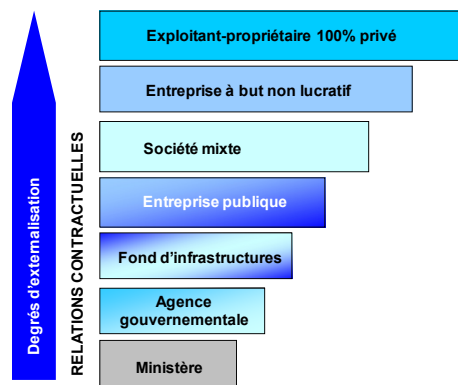 Exploitant-propriétaire 100% privé
Entreprise à but non lucratif
Société mixte
Entreprise publique
Fond d'infrastructures
Agence
gouvernementale
Ministère
Degrés d'externalisation
RELATIONS CONTRACTUELLES